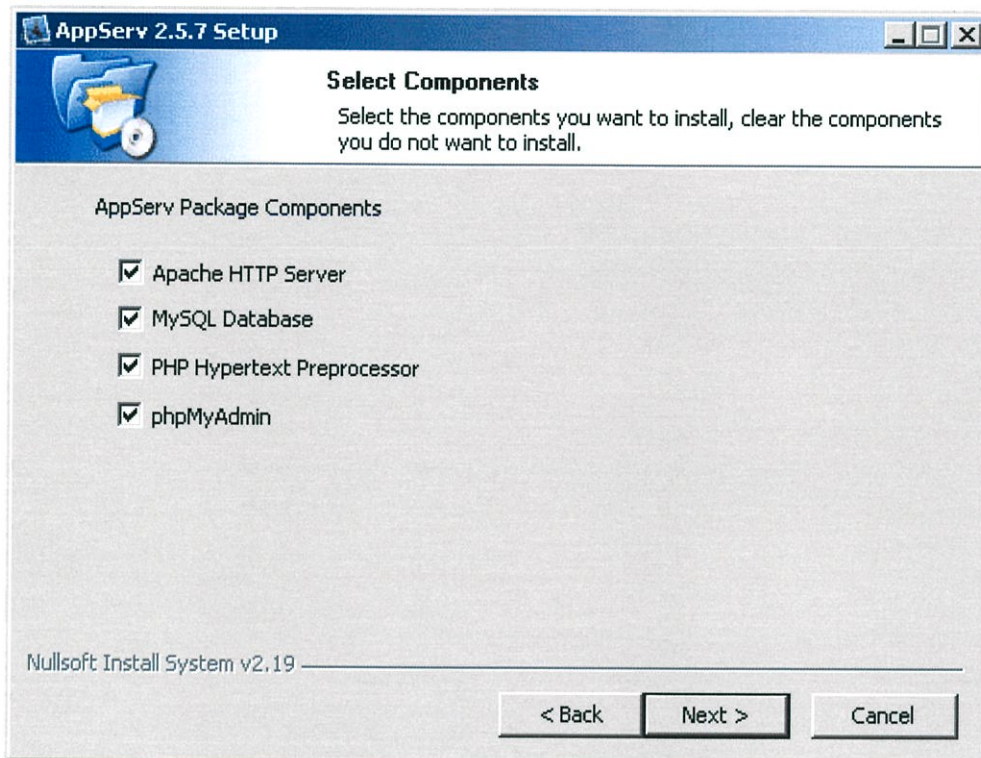 AppServ 2.5.7 Setup
Select Components
Select the components you want to install, clear the components
you do not want to install.
AppServ Package Components
Apache HTTP Server
MySQL Database
PHP Hypertext Preprocessor
phpMyAdmin
Nullsoft Install System v2.19
< Back Next > Cancel